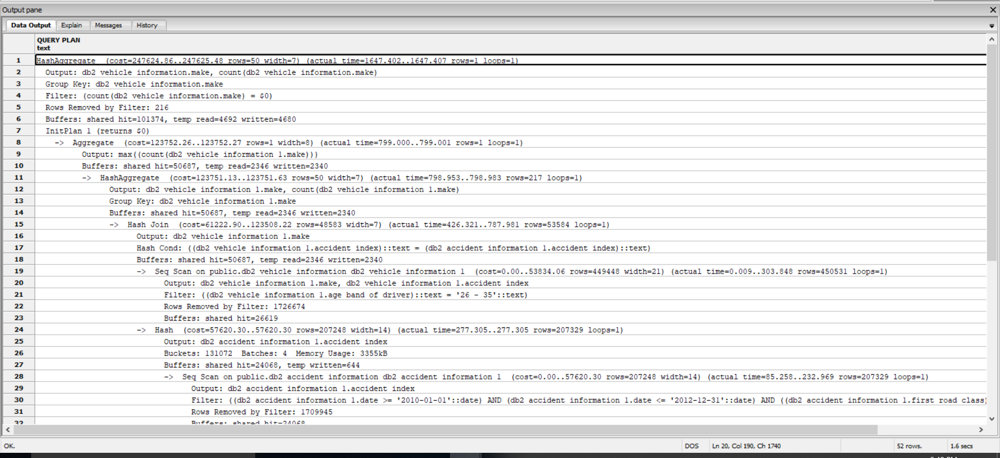 Output pane
Data Output Explain Messages History
QUERY PLAN
text
1 HashAggregate (cost=247624.86..247625.48 rows=50 width=7) (actual time=1647.402..1647.407 rows=1 loops=1)
2 Output: db2 vehicle information.make, count(db2 vehicle information.make)
3 Group Key: db2 vehicle information.make
4 Filter: (count(db2 vehicle information.make) = $0)
5 Rows Removed by Filter: 216
6 Buffers: shared hit=101374, temp read=4692 written=4680
7 InitPlan 1 (returns $0)
8 -> Aggregate (cost=123752.26..123752.27 rows=1 width=8) (actual time=799.000..799.001 rows=1 loops=1)
9 Output: max((count(db2 vehicle information 1.make)))
10 Buffers: shared hit=50687, temp read=2346 written=2340
11 -> HashAggregate (cost=123751.13..123751.63 rows=50 width=7) (actual time=798.953..798.983 rows=217 loops=1)
12 Output: db2 vehicle information 1.make, count(db2 vehicle information 1.make)
13 Group Key: db2 vehicle information 1.make
14 Buffers: shared hit=50687, temp read=2346 written=2340
15 -> Hash Join (cost=61222.90..123508.22 rows=48583 width=7) (actual time=426.321..787.981 rows=53584 loops=1)
16 Output: db2 vehicle information 1.make
17 Hash Cond: ((db2 vehicle information 1.accident index)::text = (db2 accident information 1.accident index)::text)
18 Buffers: shared hit=50687, temp read=2346 written=2340
19 -> Seq Scan on public.db2 vehicle information db2 vehicle information 1 (cost=0.00..53834.06 rows=449448 width=21) (actual time=0.009..303.848 rows=450531 loops=1)
20 Output: db2 vehicle information 1.make, db2 vehicle information 1.accident index
21 Filter: ((db2 vehicle information 1.age band of driver)::text = '26 - 35'::text)
22 Rows Removed by Filter: 1726674
23 Buffers: shared hit=26619
24 -> Hash (cost=57620.30..57620.30 rows=207248 width=14) (actual time=277.305..277.305 rows=207329 loops=1)
25 Output: db2 accident information 1.accident index
26 Buckets: 131072 Batches: 4 Memory Usage: 3355kB
27 Buffers: shared hit=24068, temp written=644
28 -> Seq Scan on public.db2 accident information db2 accident information 1 (cost=0.00..57620.30 rows=207248 width=14) (actual time=85.258..232.969 rows=207329 loops=1)
29 Output: db2 accident information 1.accident index
30 Filter: ((db2 accident information 1.date >= '2010-01-01'::date) AND (db2 accident information 1.date <= '2012-12-31'::date) AND ((db2 accident information 1.first road class)
31 Rows Removed by Filter: 1709945
32 Buffers: shared hit=24068
OK. DOS Ln 20, Col 190, Ch 1740 52 rows. 1.6 secs